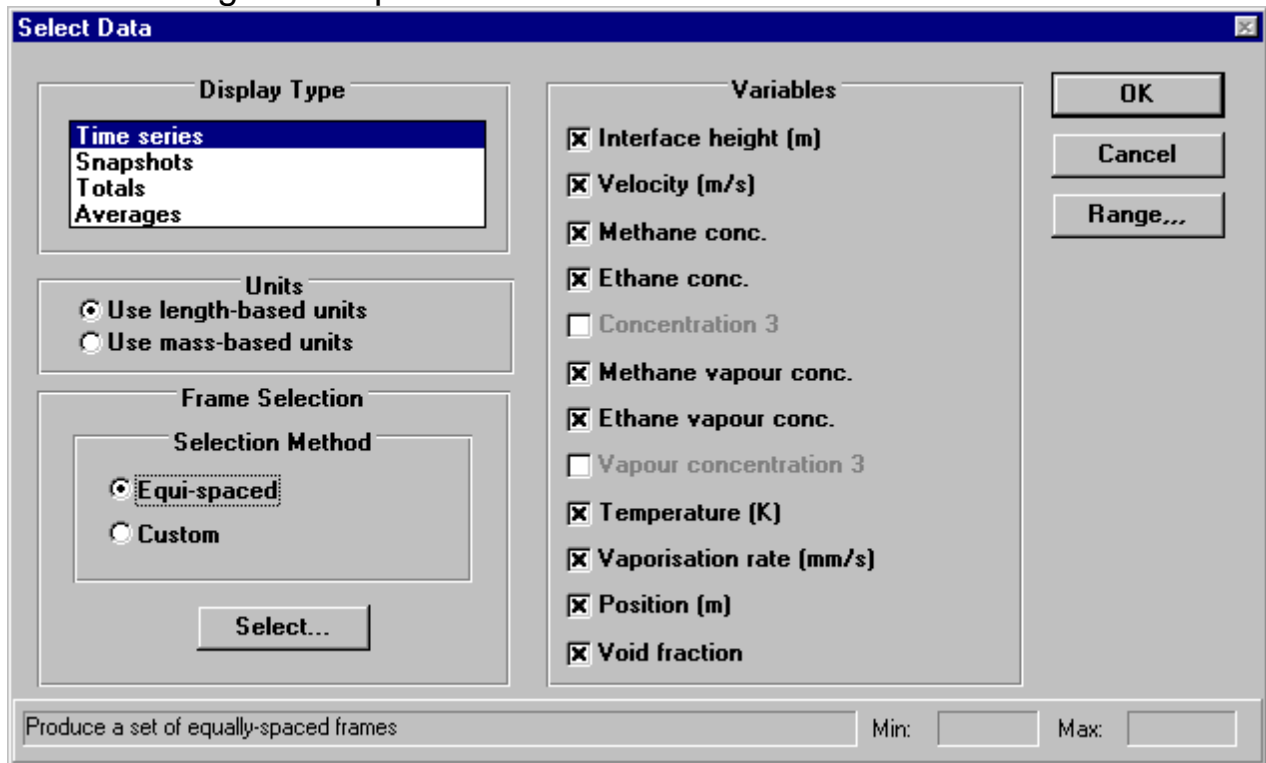 Select Data
Display Type
Time series
Snapshots
Totals
Averages
Units
Use length-based units
Use mass-based units
Frame Selection
Selection Method
Equi-spaced
Custom
Select...
Variables
Interface height (m)
Velocity (m/s)
Methane conc.
Ethane conc.
Concentration 3
Methane vapour conc.
Ethane vapour conc.
Vapour concentration 3
Temperature (K)
Vaporisation rate (mm/s)
Position (m)
Void fraction
OK
Cancel
Range,,,
Produce a set of equally-spaced frames
Min:
Max: